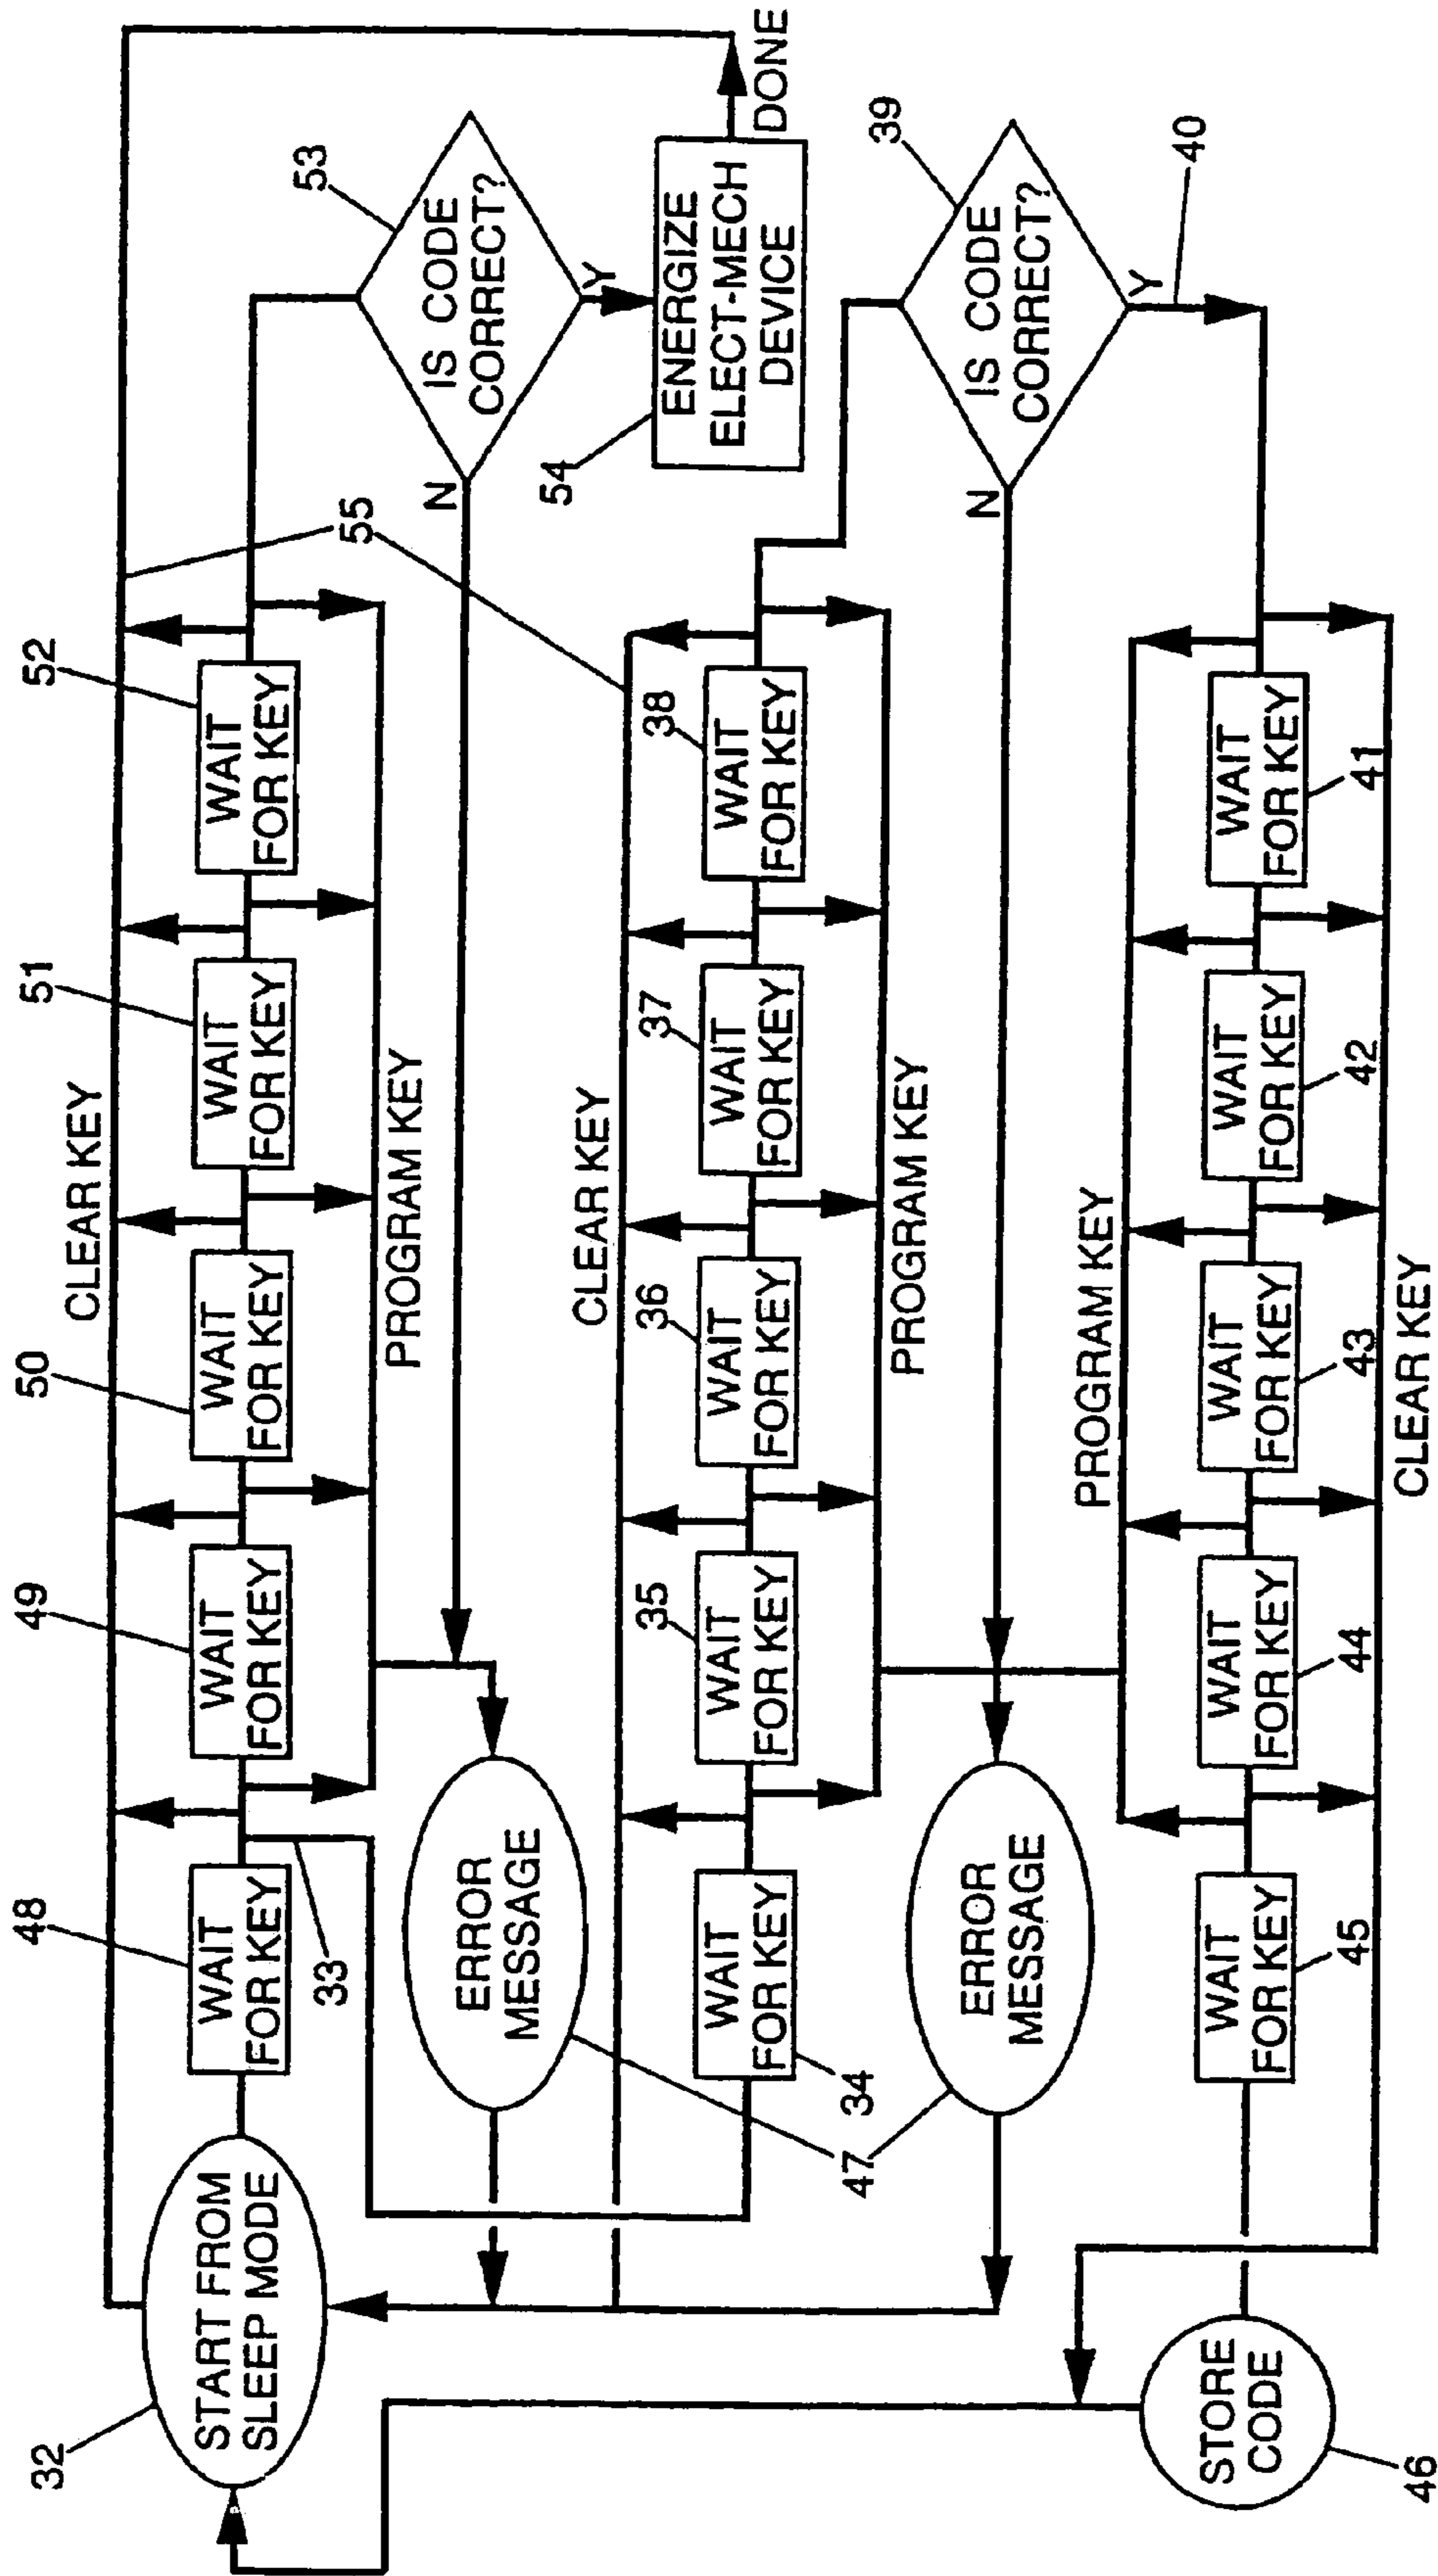 CLEAR KEY
32
START FROM
SLEEP MODE
48
WAIT
FOR KEY
33
49
WAIT
FOR KEY
50
WAIT
FOR KEY
51
WAIT
FOR KEY
52
WAIT
FOR KEY
PROGRAM KEY
53
IS CODE
CORRECT?
N
Y
54
ENERGIZE
ELECT-MECH
DEVICE
DONE
55
ERROR
MESSAGE
47
CLEAR KEY
34
WAIT
FOR KEY
35
WAIT
FOR KEY
36
WAIT
FOR KEY
37
WAIT
FOR KEY
38
WAIT
FOR KEY
PROGRAM KEY
39
IS CODE
CORRECT?
N
Y
40
ERROR
MESSAGE
PROGRAM KEY
46
STORE
CODE
45
WAIT
FOR KEY
44
WAIT
FOR KEY
43
WAIT
FOR KEY
42
WAIT
FOR KEY
41
WAIT
FOR KEY
CLEAR KEY